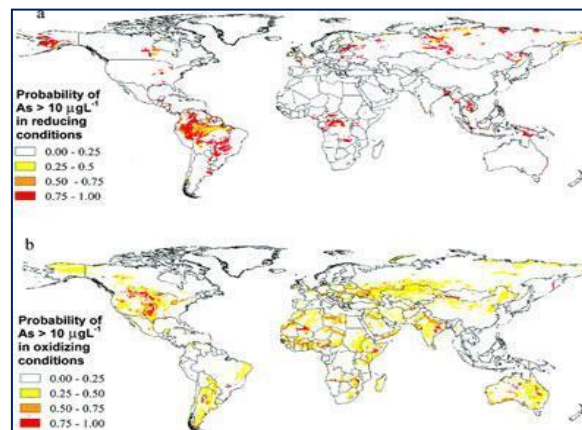 a
Probability of
As > 10 µgL⁻¹
in reducing
conditions
0.00 - 0.25
0.25 - 0.5
0.50 - 0.75
0.75 - 1.00
b
Probability of
As > 10 µgL⁻¹
in oxidizing
conditions
0.00 - 0.25
0.25 - 0.50
0.50 - 0.75
0.75 - 1.00